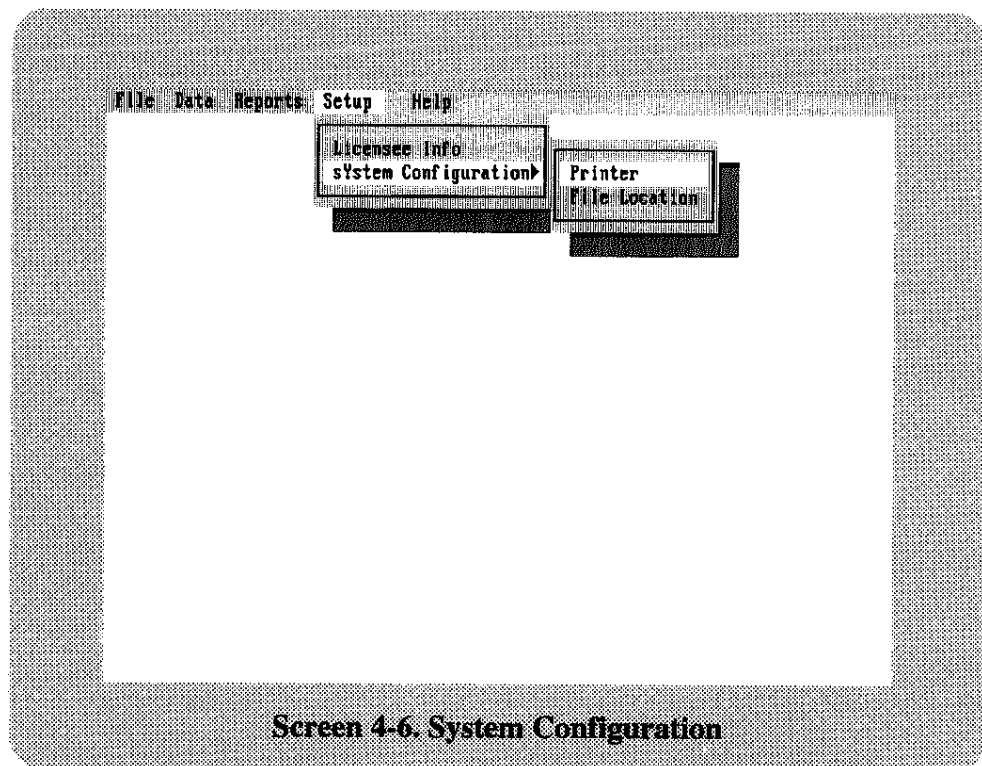 File Data Reports Setup Help
Licensee Info
sYstem Configuration
Printer
File Location
Screen 4-6. System Configuration